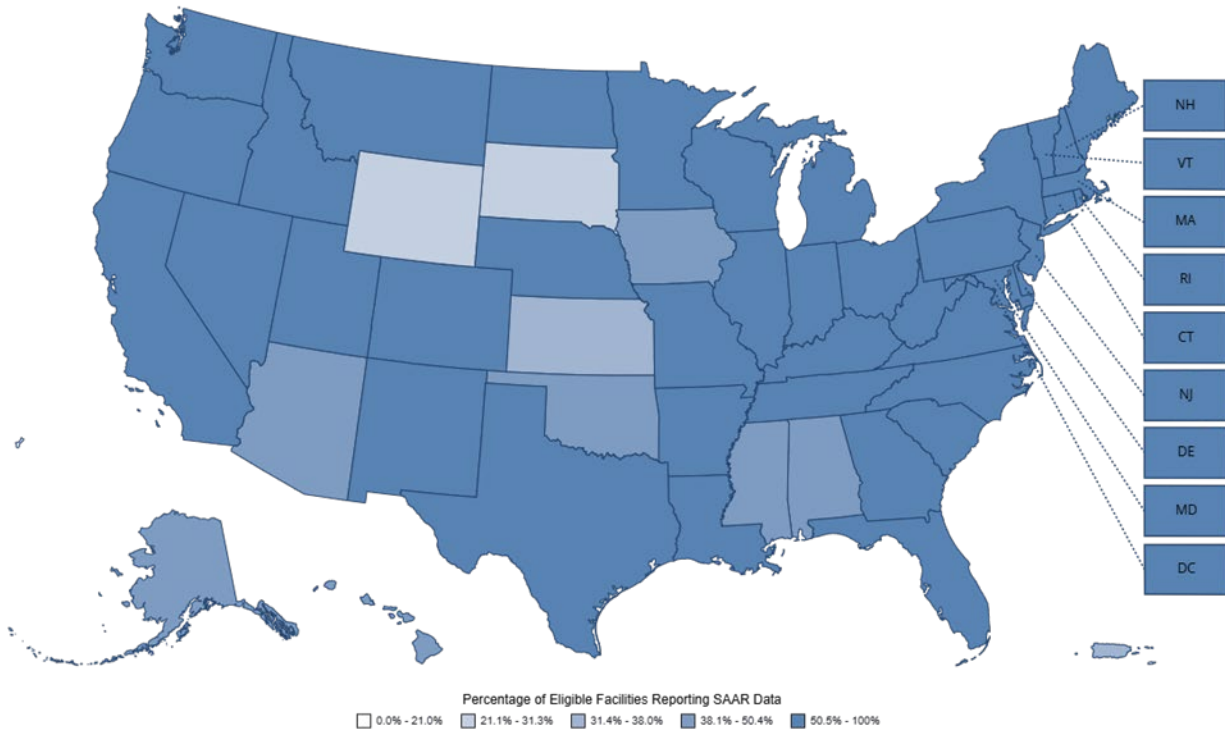 NH
VT
MA
RI
CT
NJ
DE
MD
DC
Percentage of Eligible Facilities Reporting SAAR Data
0.0% - 21.0% 21.1% - 31.3% 31.4% - 38.0% 38.1% - 50.4% 50.5% - 100%